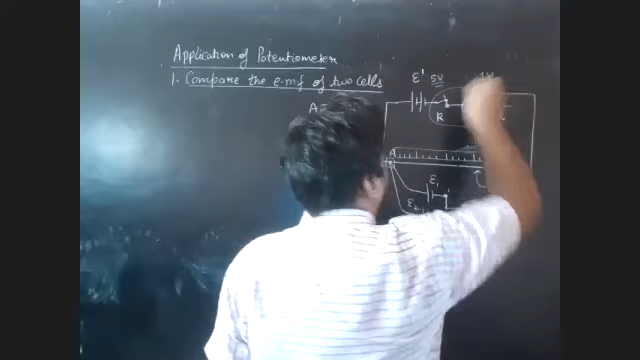 Application of Potentiometer
1. Compare the e.m.f of two cells
ε' 5V
A=
K
A
ε₁
ε₂